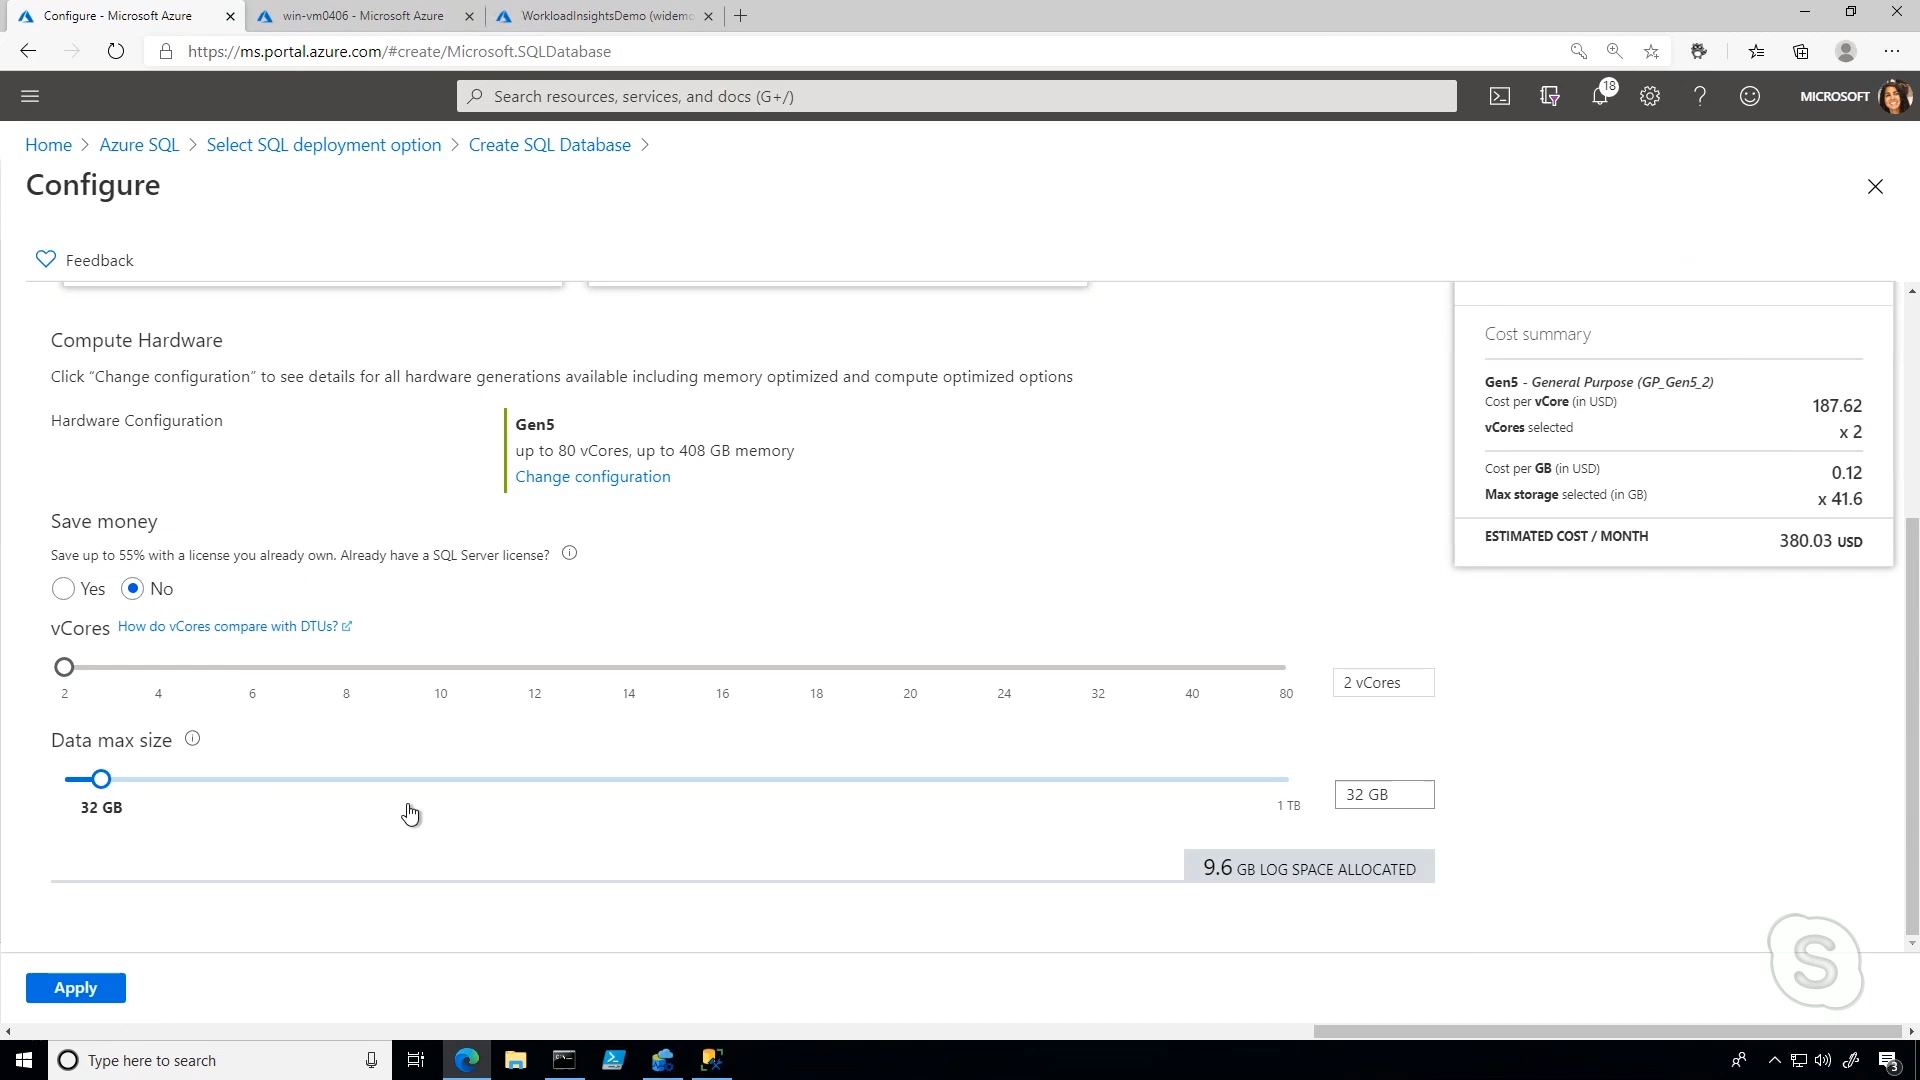 Configure - Microsoft Azure
win-vm0406 - Microsoft Azure
WorkloadInsightsDemo (widemo
https://ms.portal.azure.com/#create/Microsoft.SQLDatabase
Search resources, services, and docs (G+/)
18
MICROSOFT
Home > Azure SQL > Select SQL deployment option > Create SQL Database >
Configure
Feedback
Compute Hardware
Click “Change configuration” to see details for all hardware generations available including memory optimized and compute optimized options
Hardware Configuration
Gen5
up to 80 vCores, up to 408 GB memory
Change configuration
Save money
Save up to 55% with a license you already own. Already have a SQL Server license?
Yes No
vCores How do vCores compare with DTUs?
2 4 6 8 10 12 14 16 18 20 24 32 40 80
2 vCores
Data max size
32 GB
1 TB
32 GB
9.6 GB LOG SPACE ALLOCATED
Cost summary
Gen5 - General Purpose (GP_Gen5_2)
Cost per vCore (in USD) 187.62
vCores selected x 2
Cost per GB (in USD) 0.12
Max storage selected (in GB) x 41.6
ESTIMATED COST / MONTH 380.03 USD
Apply
S
Type here to search
3